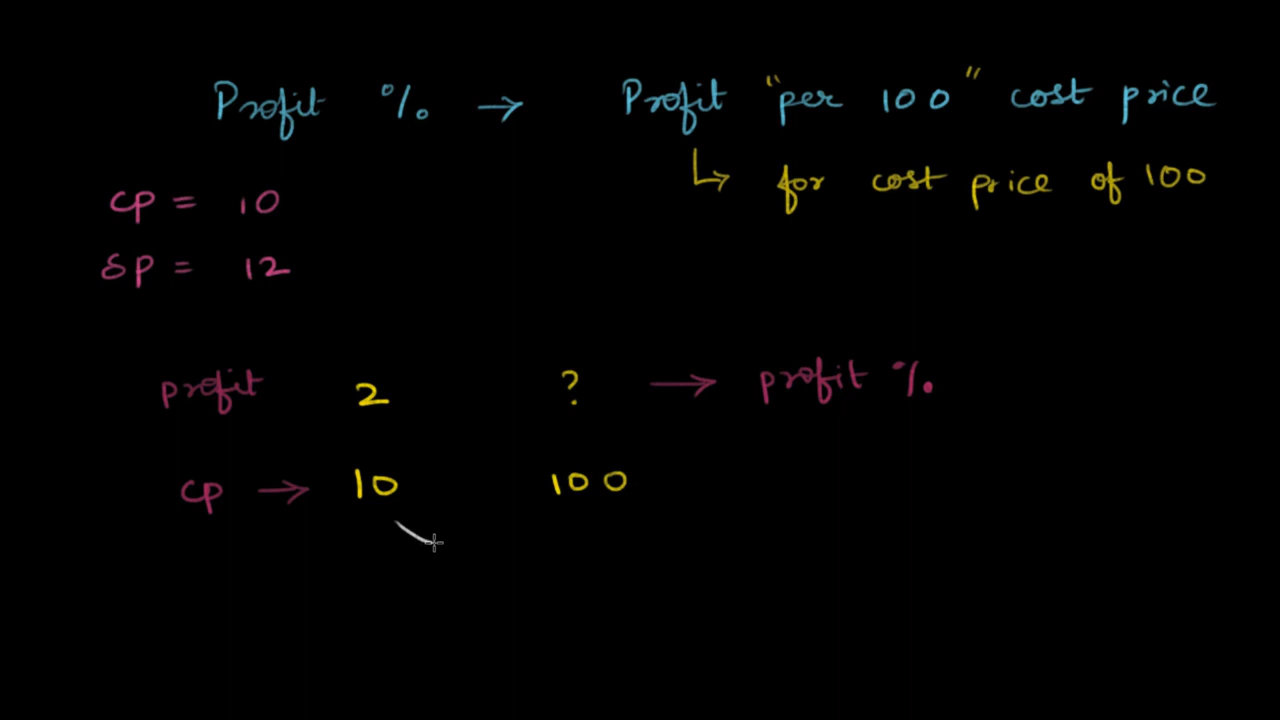 Profit % → Profit "per 100" cost price
↳ for cost price of 100
CP = 10
SP = 12
profit 2 ? → profit %
CP → 10 100